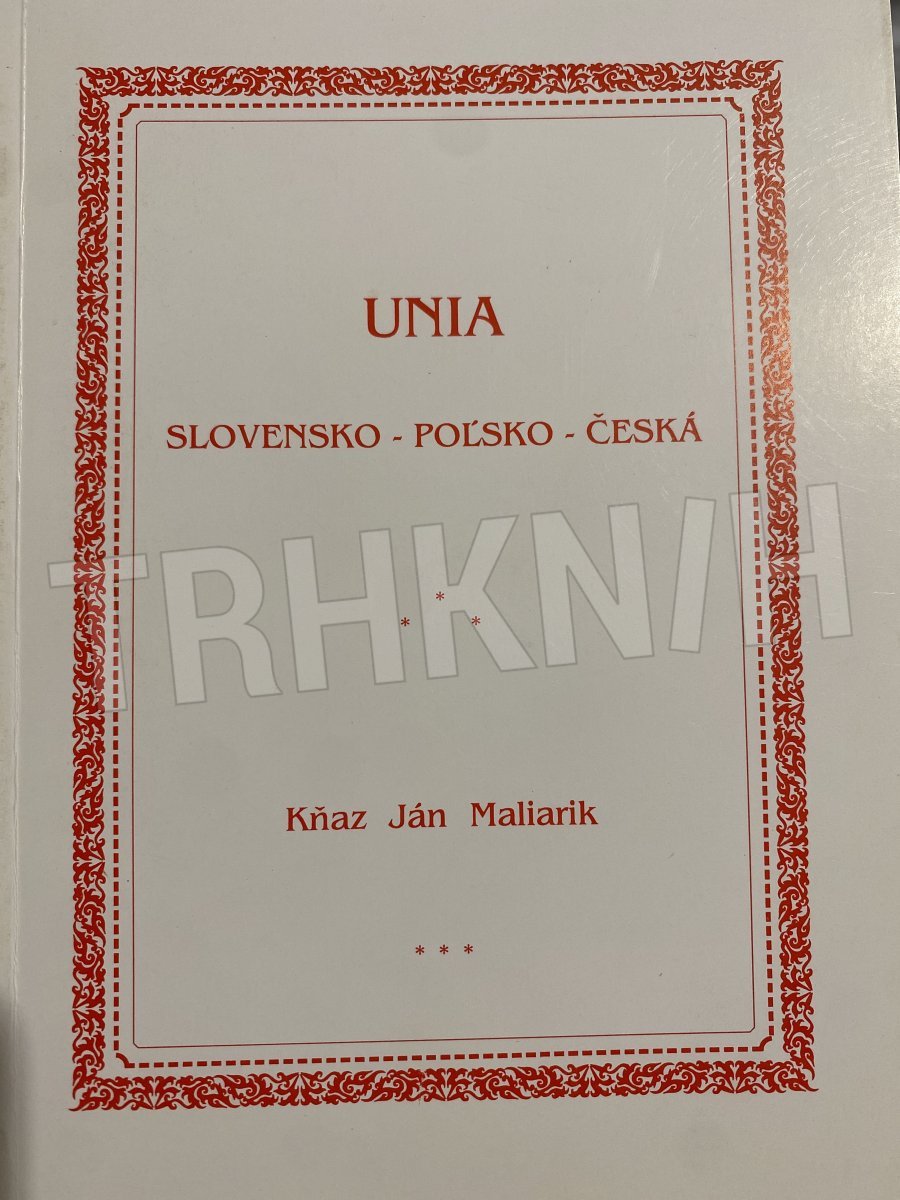 UNIA
SLOVENSKO - POĽSKO - ČESKÁ
TRHKNIH
*
* *
Kňaz Ján Maliarik
* * *